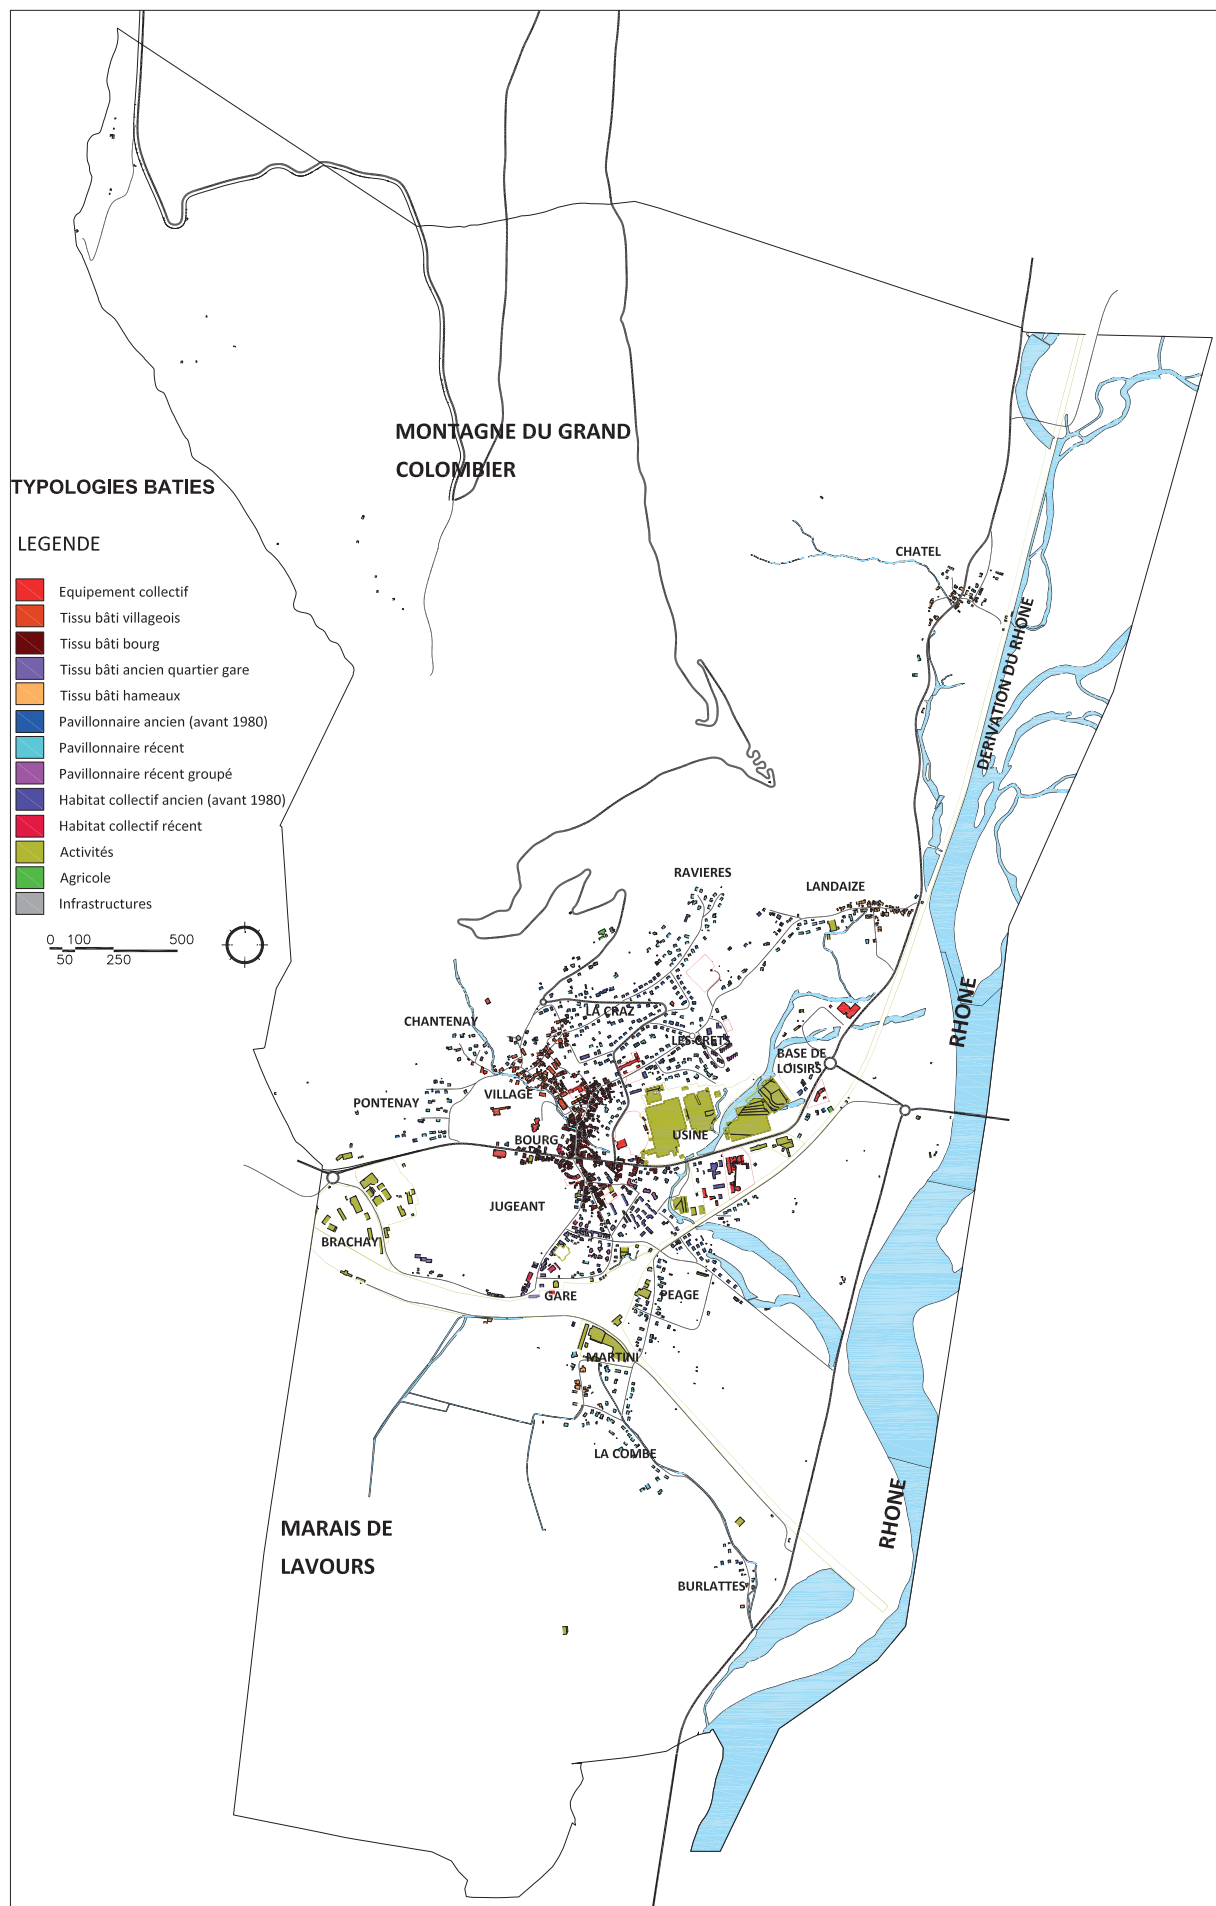 MONTAGNE DU GRAND
COLOMBIER
TYPOLOGIES BATIES
LEGENDE
Equipement collectif
Tissu bâti villageois
Tissu bâti bourg
Tissu bâti ancien quartier gare
Tissu bâti hameaux
Pavillonnaire ancien (avant 1980)
Pavillonnaire récent
Pavillonnaire récent groupé
Habitat collectif ancien (avant 1980)
Habitat collectif récent
Activités
Agricole
Infrastructures
0 100 500
50 250
CHATEL
DERIVATION DU RHONE
RAVIERES
LANDAIZE
RHONE
LA CRAZ
CHANTENAY
LES CRETS
BASE DE
LOISIRS
VILLAGE
PONTENAY
USINE
BOURG
JUGEANT
BRACHAY
GARE
PEAGE
MARTINI
LA COMBE
RHONE
MARAIS DE
LAVOURS
BURLATTES